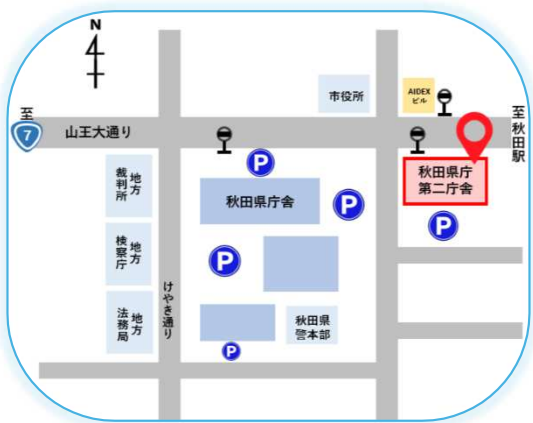 N
市役所
AIDEX
ビル
至
7
山王大通り
至秋田駅
P
地方
裁判所
秋田県庁舎
P
秋田県庁
第二庁舎
P
地方
検察庁
P
けやき通り
地方
法務局
秋田県
警本部
P